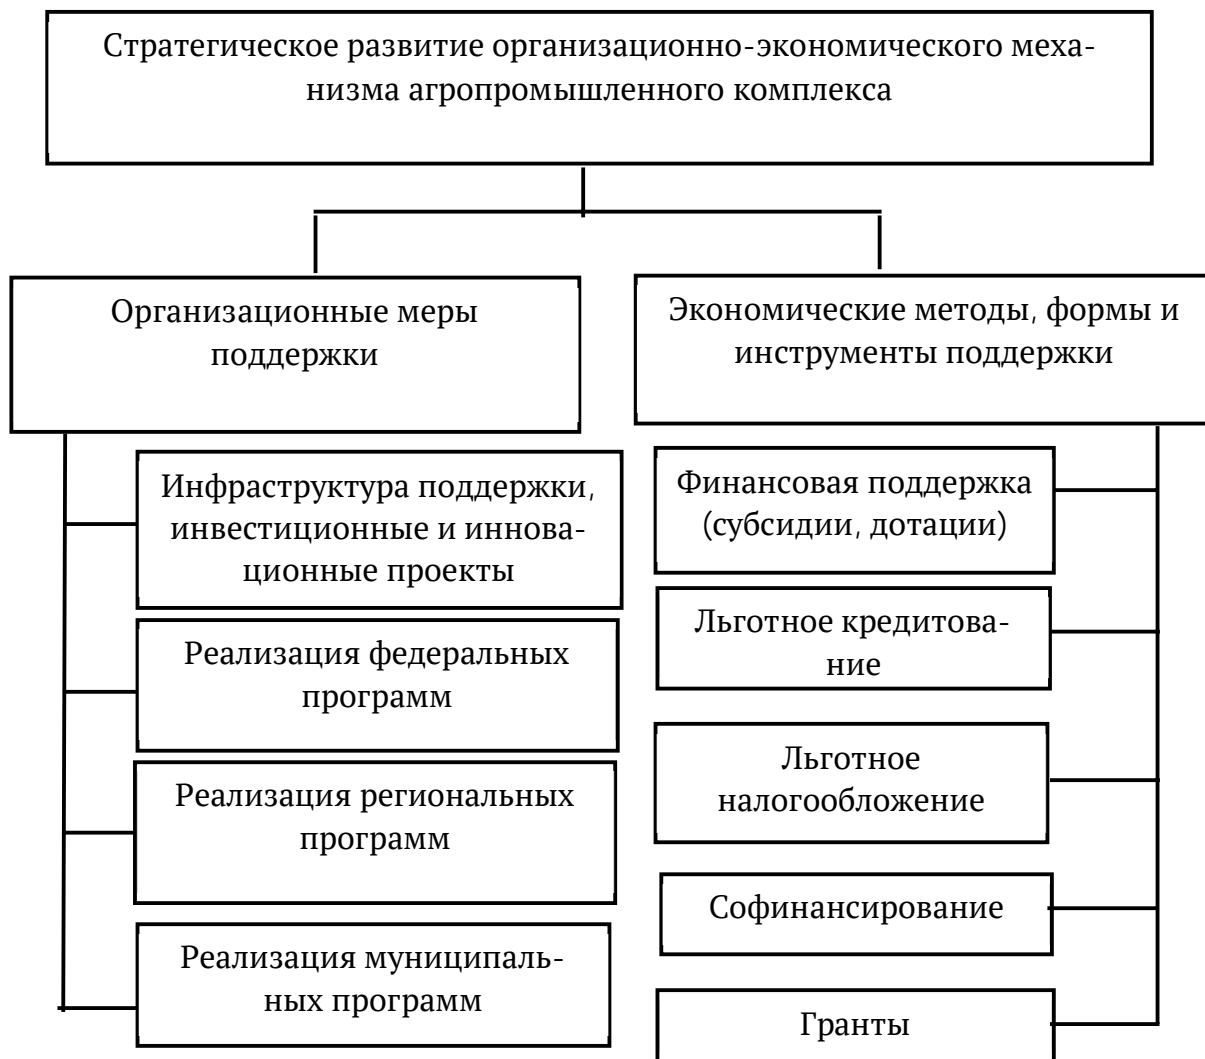 Стратегическое развитие организационно-экономического меха-
низма агропромышленного комплекса
Организационные меры
поддержки
Инфраструктура поддержки,
инвестиционные и иннова-
ционные проекты
Реализация федеральных
программ
Реализация региональных
программ
Реализация муниципаль-
ных программ
Экономические методы, формы и
инструменты поддержки
Финансовая поддержка
(субсидии, дотации)
Льготное кредитова-
ние
Льготное
налогообложение
Софинансирование
Гранты